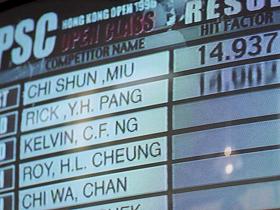 PSC HONG KONG OPEN 1996 RESU
OPEN CLASS HIT FACTOR
COMPETITOR NAME
CHI SHUN ,MIU 14.937
RICK ,Y.H. PANG
KELVIN, C.F. NG
ROY, H.L. CHEUNG
CHI WA, CHAN